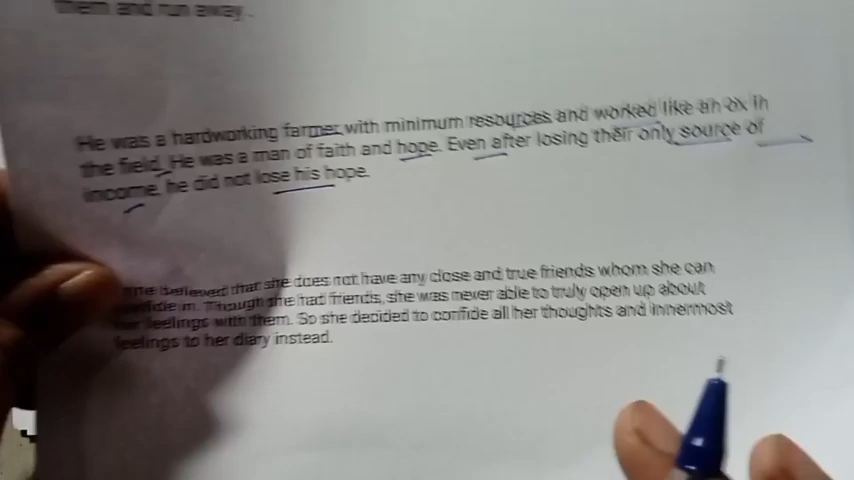 them and run away.
He was a hardworking farmer with minimum resources and worked like an ox in
the field. He was a man of faith and hope. Even after losing their only source of
income, he did not lose his hope.
believed that she does not have any close and true friends whom she can
confide in. Though she had friends, she was never able to truly open up about
her feelings with them. So she decided to confide all her thoughts and innermost
feelings to her diary instead.